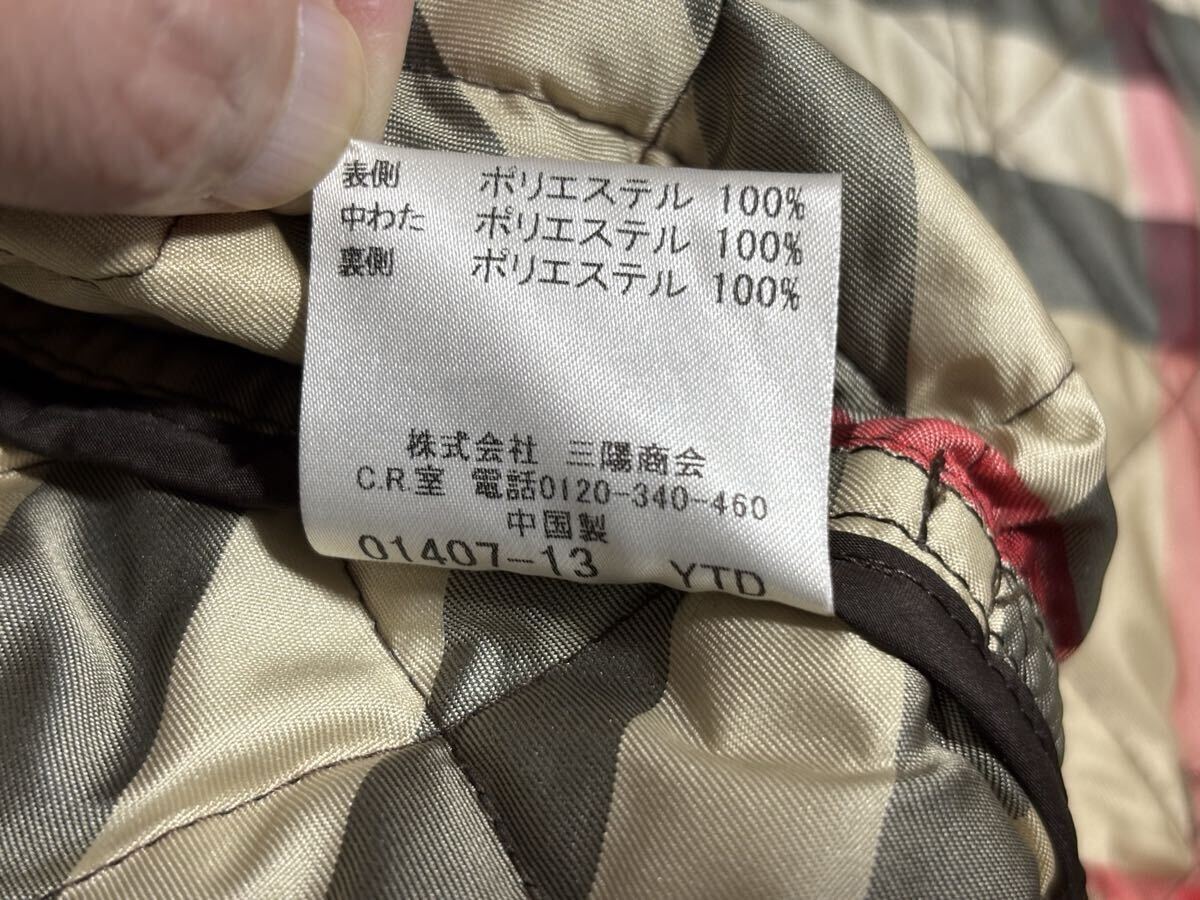 表側 ポリエステル 100%
中わた ポリエステル 100%
裏側 ポリエステル 100%
株式会社 三陽商会
C.R.室 電話0120-340-460
中国製
01407-13 YTD